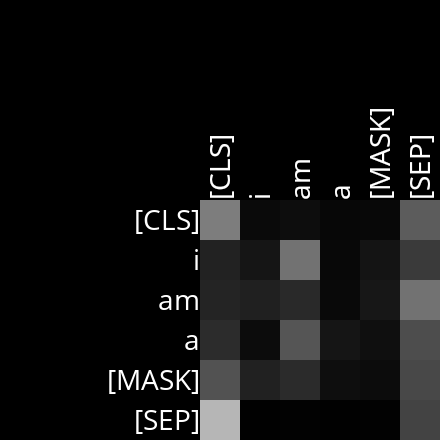 [CLS] i am a [MASK] [SEP]
[CLS]
i
am
a
[MASK]
[SEP]